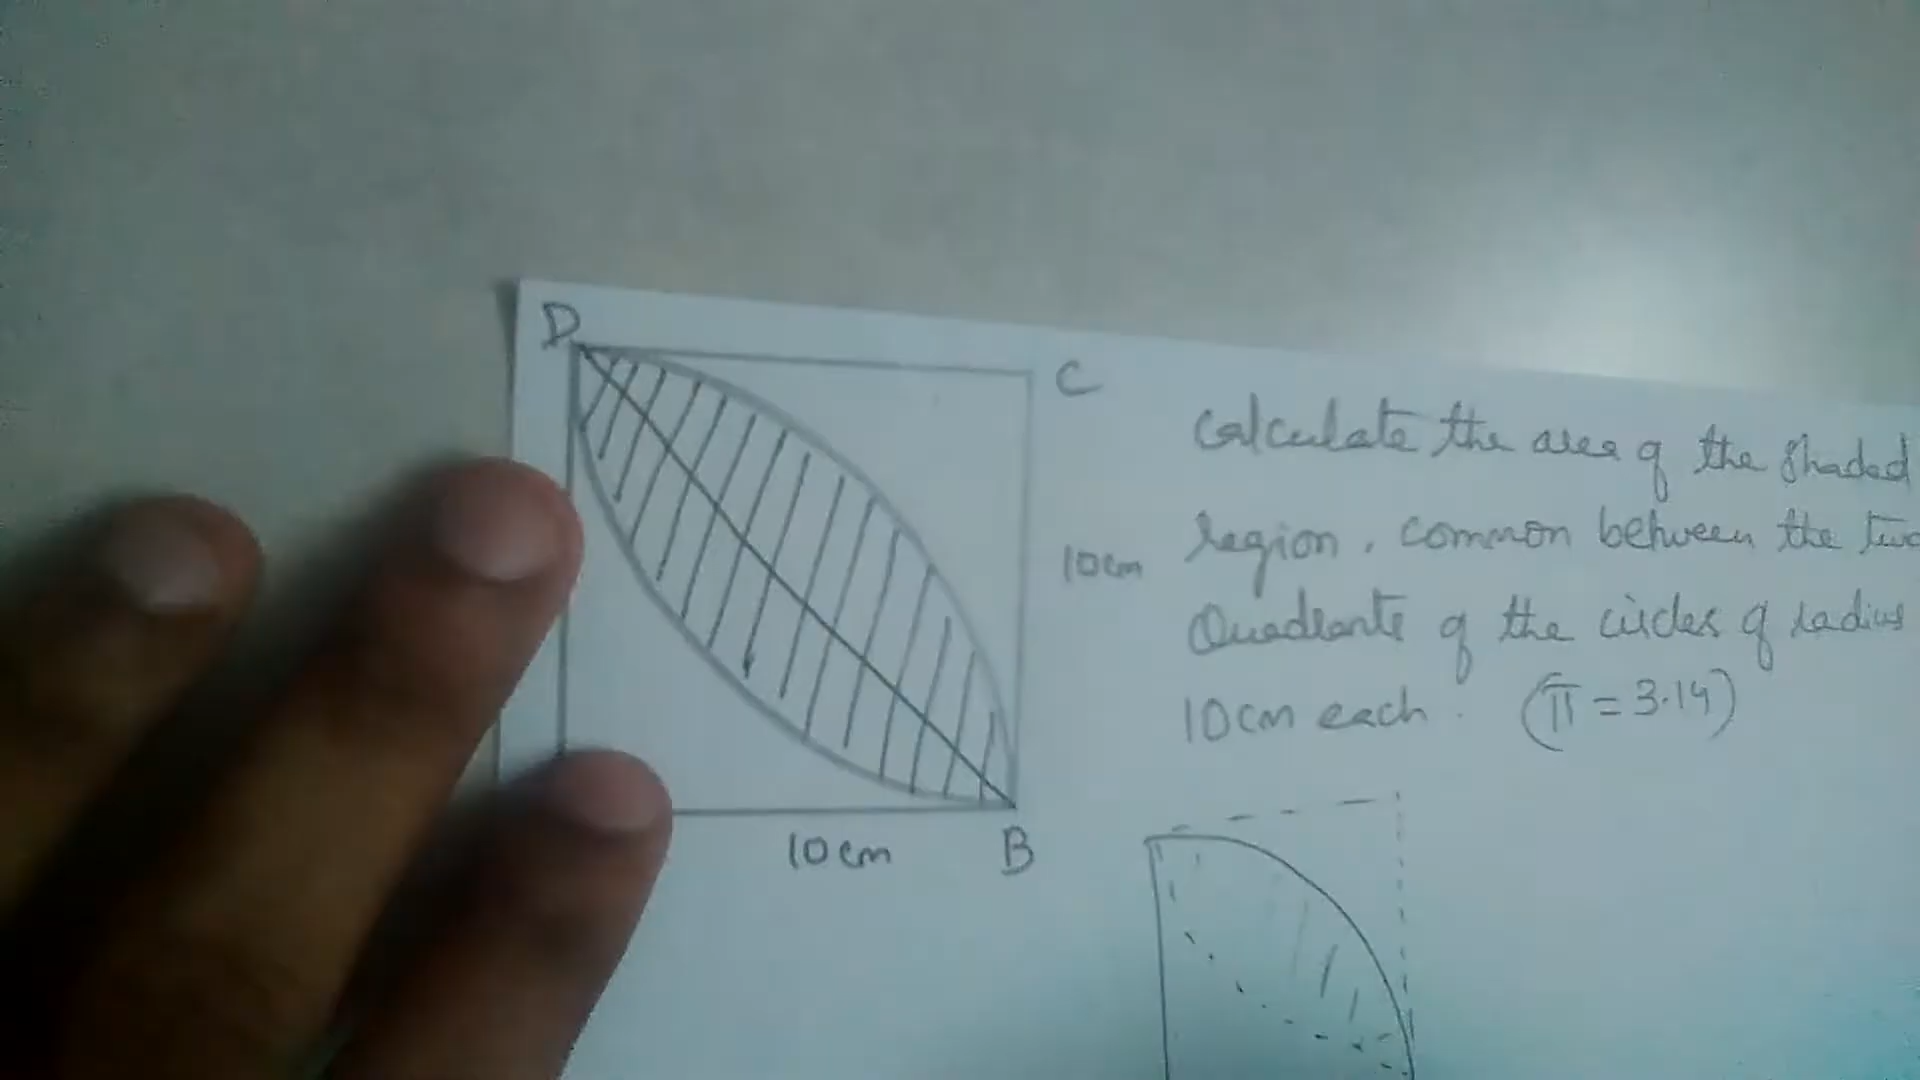 D
C
Calculate the area of the shaded
10cm
region, common between the two
Quadrants of the circles of radius
10cm each. (π = 3.14)
10cm
B